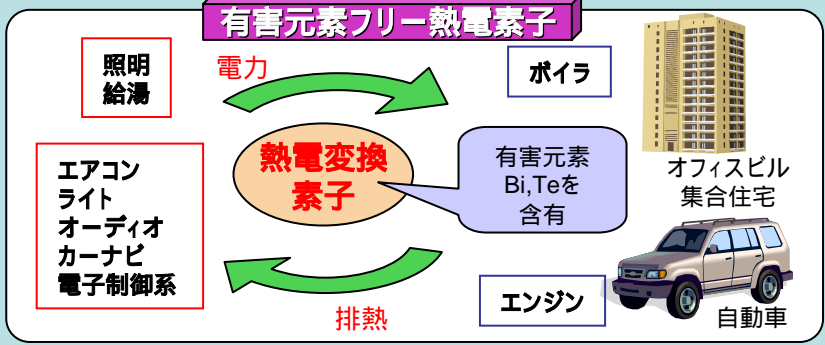 有害元素フリー熱電素子
照明
給湯
電力
ボイラ
エアコン
ライト
オーディオ
カーナビ
電子制御系
熱電変換
素子
有害元素
Bi,Teを
含有
オフィスビル
集合住宅
排熱
エンジン
自動車